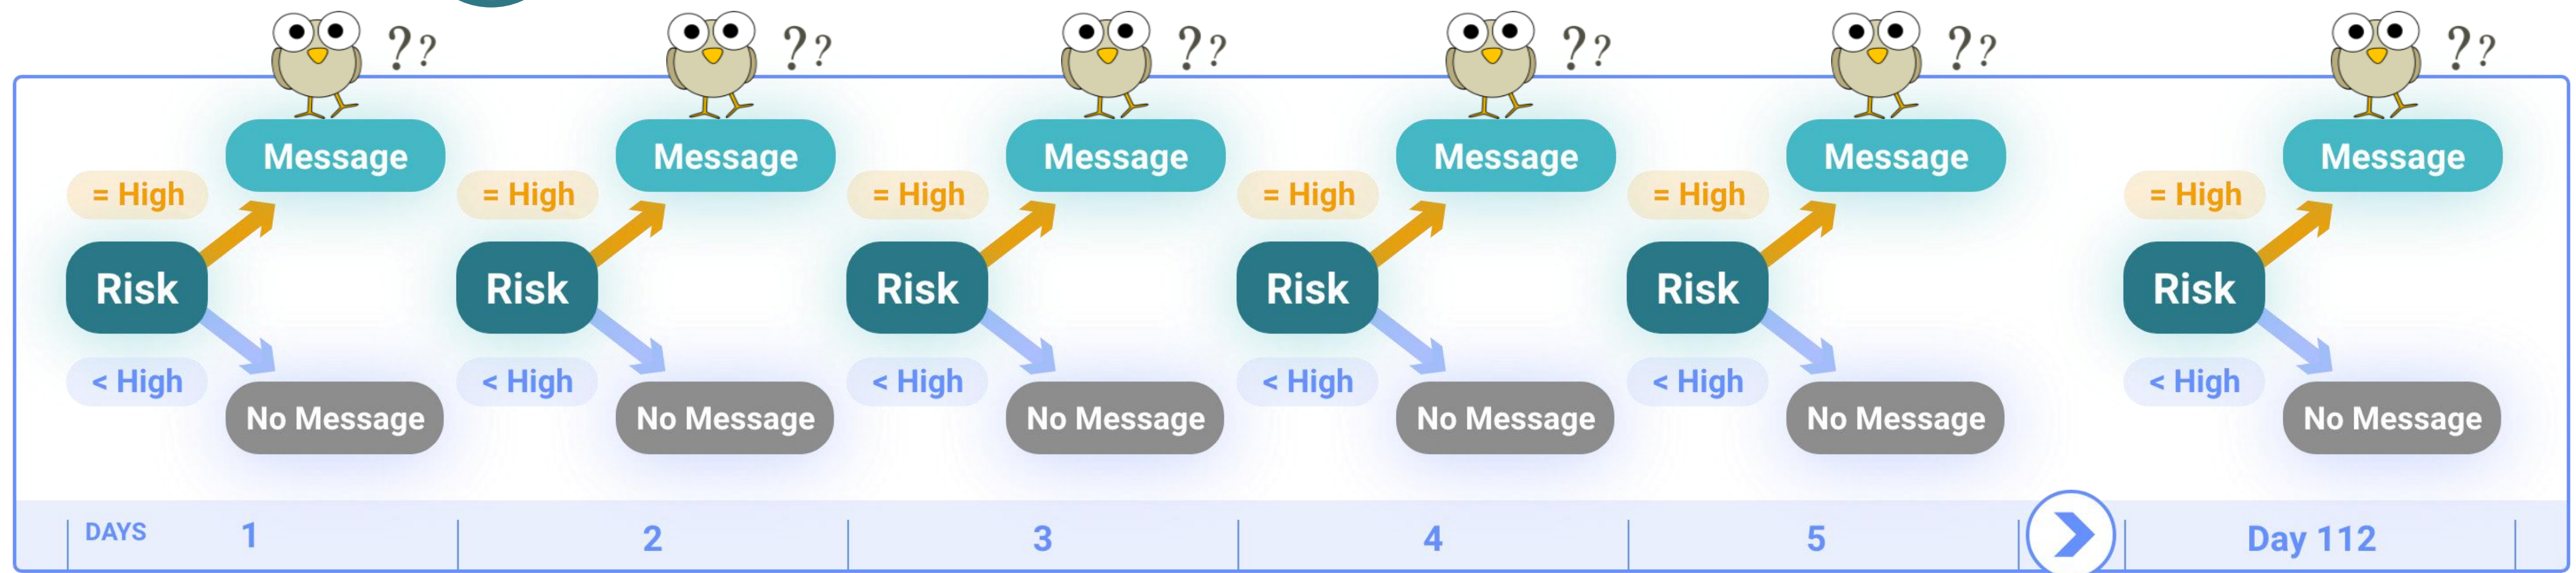 ? ?
? ?
? ?
? ?
? ?
? ?
Message
Message
Message
Message
Message
Message
= High
= High
= High
= High
= High
= High
Risk
Risk
Risk
Risk
Risk
Risk
< High
< High
< High
< High
< High
< High
No Message
No Message
No Message
No Message
No Message
No Message
DAYS 1
2
3
4
5
Day 112